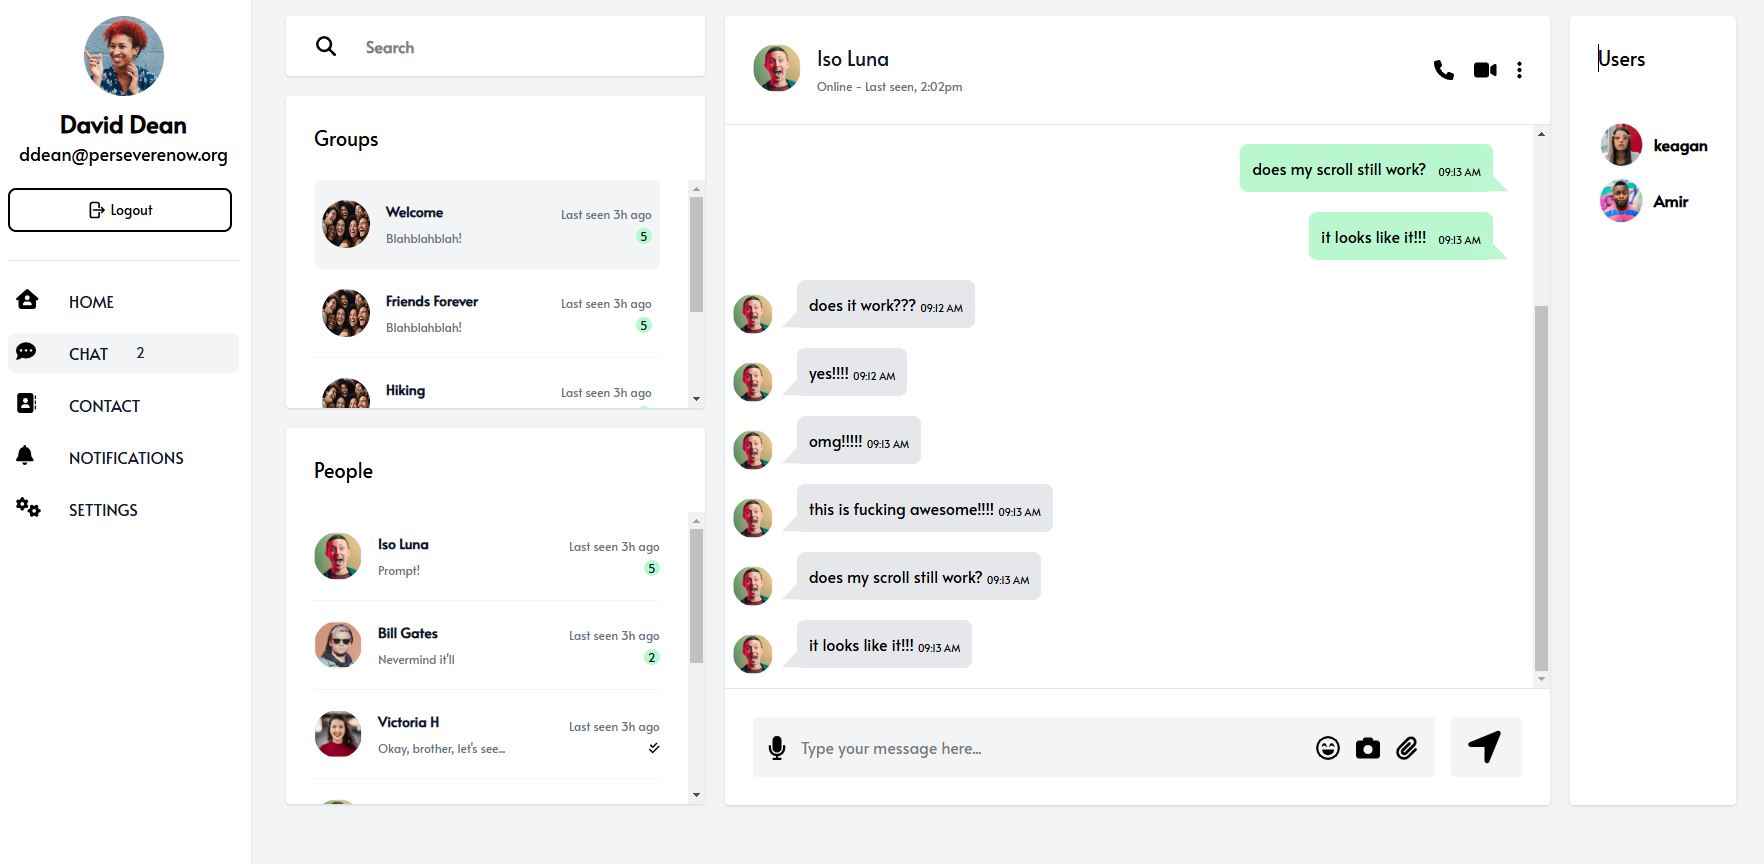 David Dean
ddean@perseverenow.org
Logout
HOME
CHAT 2
CONTACT
NOTIFICATIONS
SETTINGS
Search
Groups
Welcome Last seen 3h ago
Blahblahblah! 5
Friends Forever Last seen 3h ago
Blahblahblah! 5
Hiking Last seen 3h ago
People
Iso Luna Last seen 3h ago
Prompt! 5
Bill Gates Last seen 3h ago
Nevermind it'll 2
Victoria H Last seen 3h ago
Okay, brother, let's see...
Iso Luna
Online - Last seen, 2:02pm
does my scroll still work? 09:13 AM
it looks like it!!! 09:13 AM
does it work??? 09:12 AM
yes!!!! 09:12 AM
omg!!!!! 09:13 AM
this is fucking awesome!!!! 09:13 AM
does my scroll still work? 09:13 AM
it looks like it!!! 09:13 AM
Type your message here...
Users
keagan
Amir